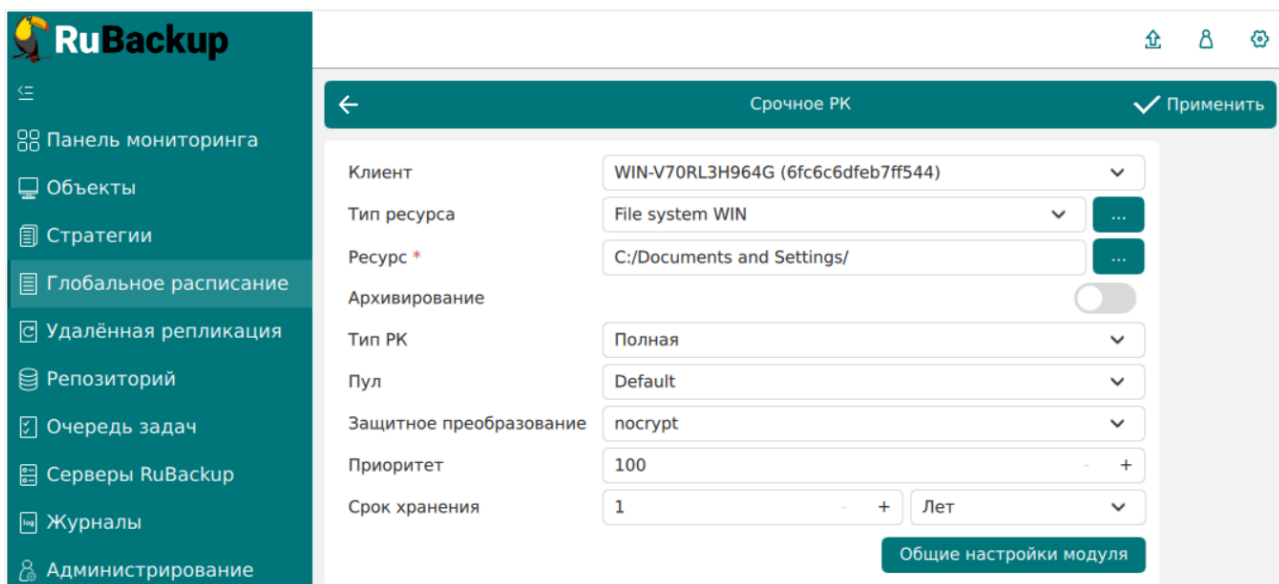 RuBackup
Срочное РК
Применить
Панель мониторинга
Объекты
Стратегии
Глобальное расписание
Удалённая репликация
Репозиторий
Очередь задач
Серверы RuBackup
Журналы
Администрирование
Клиент WIN-V70RL3H964G (6fc6c6dfeb7ff544)
Тип ресурса File system WIN ...
Ресурс * C:/Documents and Settings/ ...
Архивирование
Тип РК Полная
Пул Default
Защитное преобразование nocrypt
Приоритет 100 - +
Срок хранения 1 - + Лет
Общие настройки модуля